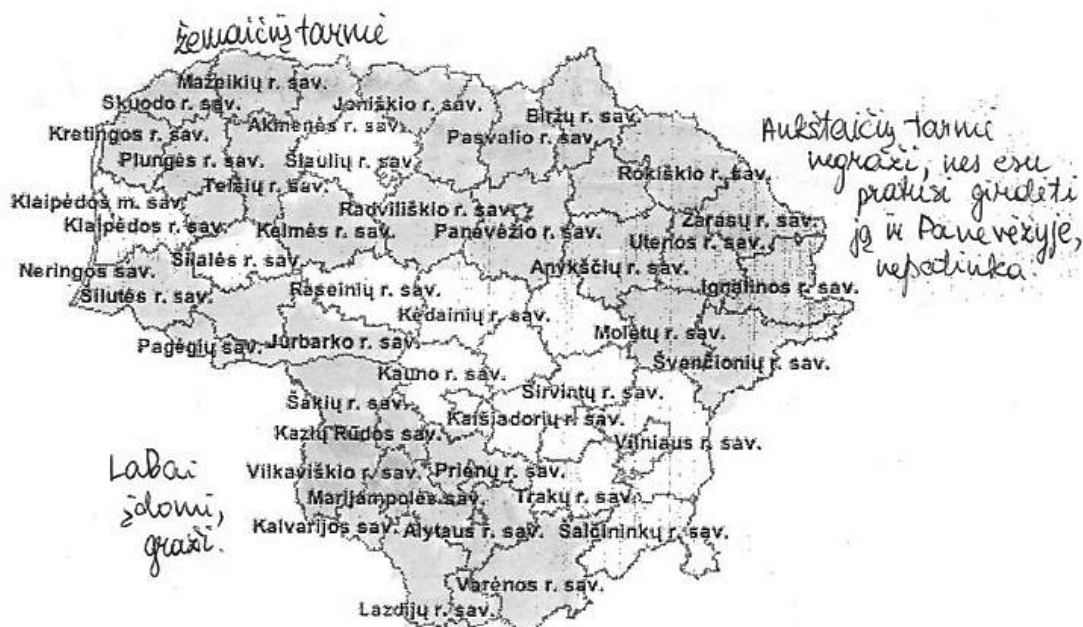 žemaičių tarmė
Mažeikių r. sav.
Skuodo r. sav.
Joniškio r. sav.
Biržų r. sav.
Kretingos r. sav.
Akmenės r. sav.
Pasvalio r. sav.
Plungės r. sav.
Šiaulių r. sav.
Rokiškio r. sav.
Telšių r. sav.
Klaipėdos m. sav.
Radviliškio r. sav.
Zarasų r. sav.
Klaipėdos r. sav.
Kelmės r. sav.
Panevėžio r. sav.
Utenos r. sav.
Šilalės r. sav.
Anykščių r. sav.
Neringos sav.
Šilutės r. sav.
Raseinių r. sav.
Ignalinos r. sav.
Kėdainių r. sav.
Molėtų r. sav.
Pagėgių sav.
Jurbarko r. sav.
Švenčionių r. sav.
Kauno r. sav.
Širvintų r. sav.
Šakių r. sav.
Kaišiadorių r. sav.
Kazlų Rūdos sav.
Vilniaus r. sav.
Vilkaviškio r. sav.
Prienų r. sav.
Marijampolės sav.
Trakų r. sav.
Kalvarijos sav.
Alytaus r. sav.
Šalčininkų r. sav.
Varėnos r. sav.
Lazdijų r. sav.
Aukštaičių tarmė
negraži, nes esu
pratusi girdėti
ją iš Panevėžyje,
nepatinka.
Labai
įdomi,
graži.